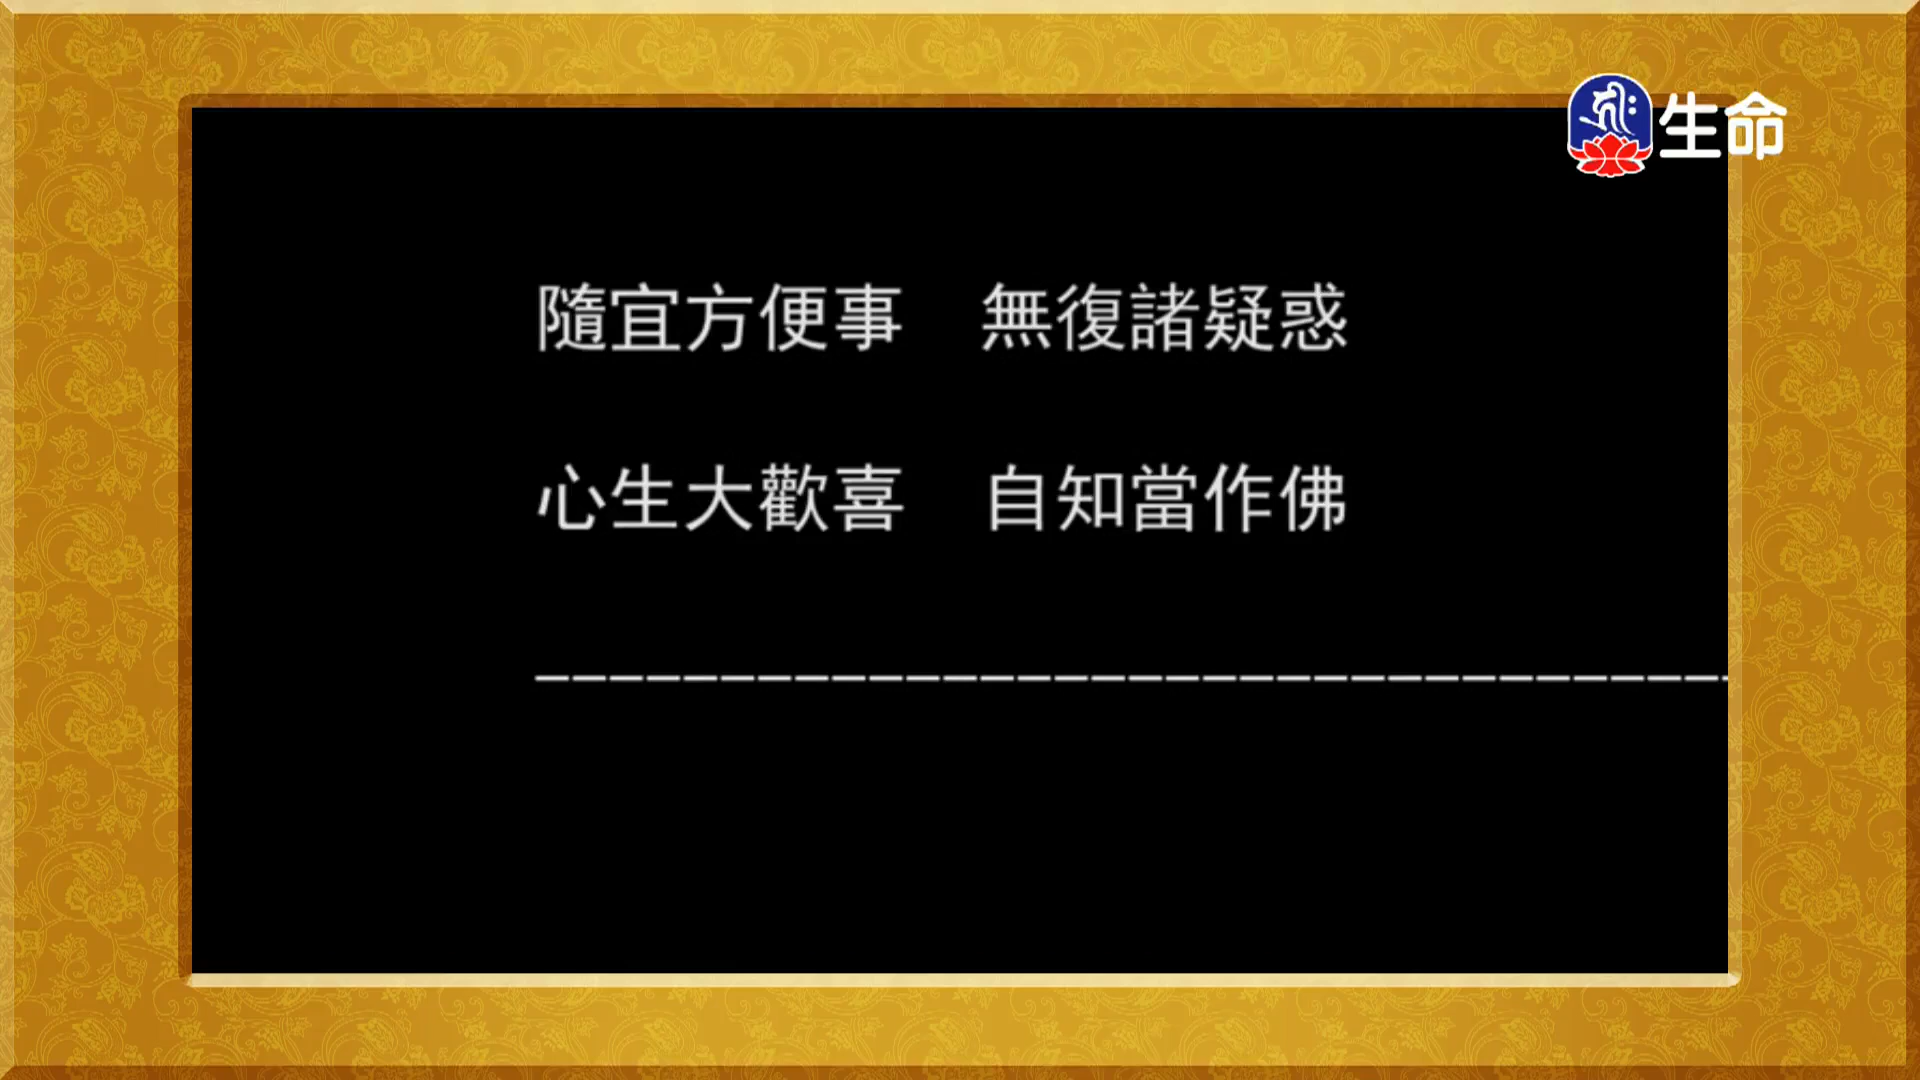 生命
隨宜方便事　無復諸疑惑
心生大歡喜　自知當作佛